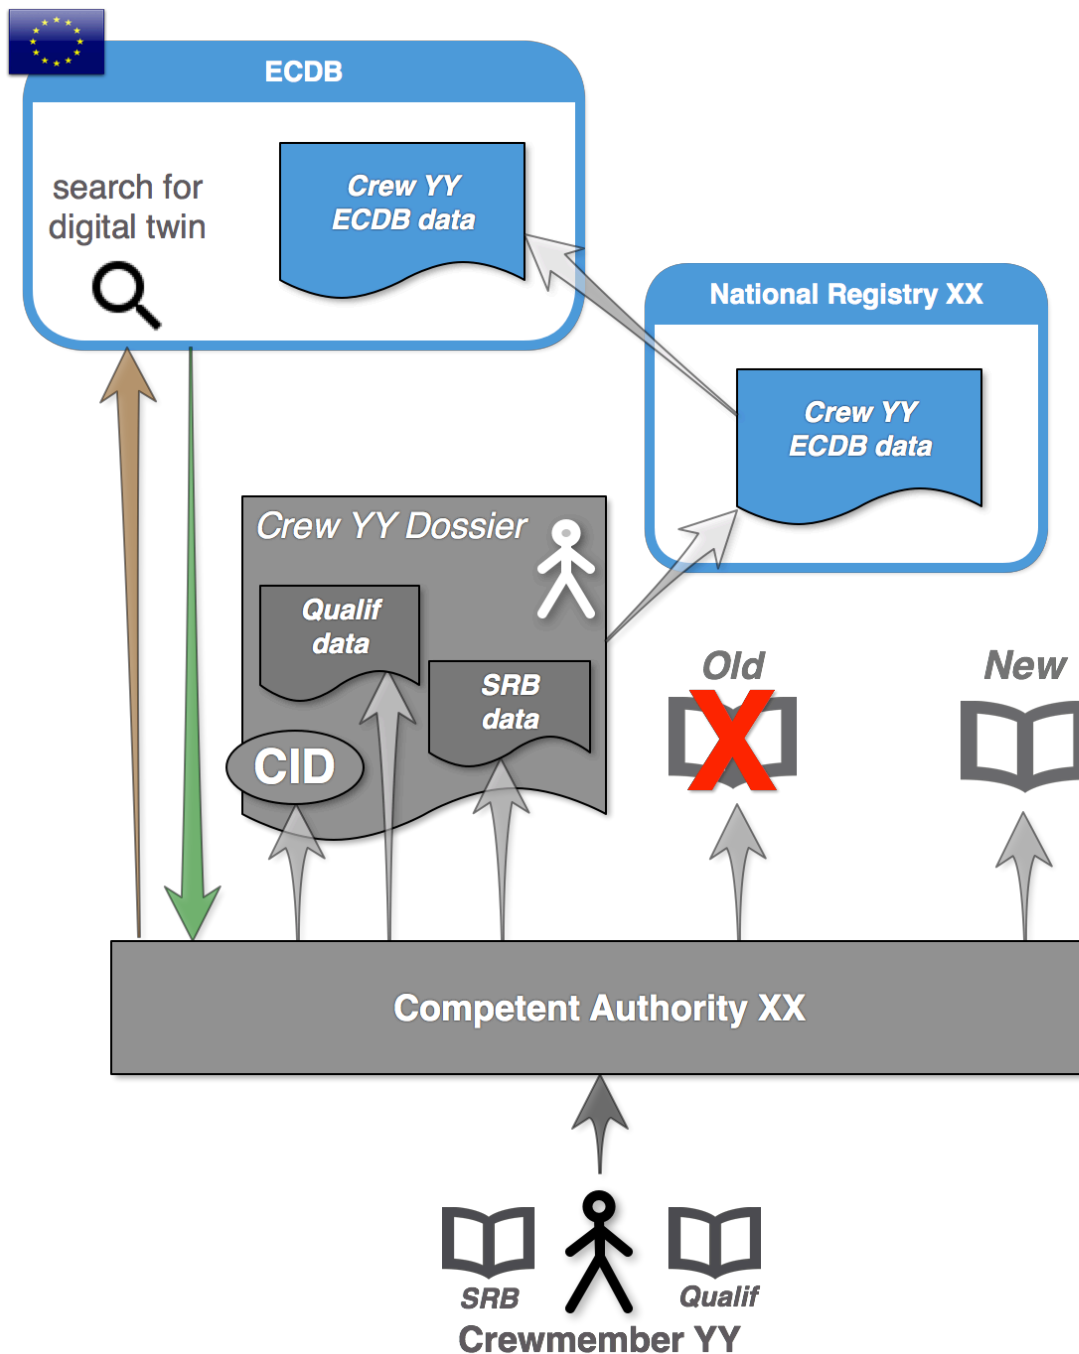 ECDB
search for
digital twin
Crew YY
ECDB data
National Registry XX
Crew YY
ECDB data
Crew YY Dossier
Qualif
data
SRB
data
CID
Old
New
X
Competent Authority XX
SRB
Qualif
Crewmember YY